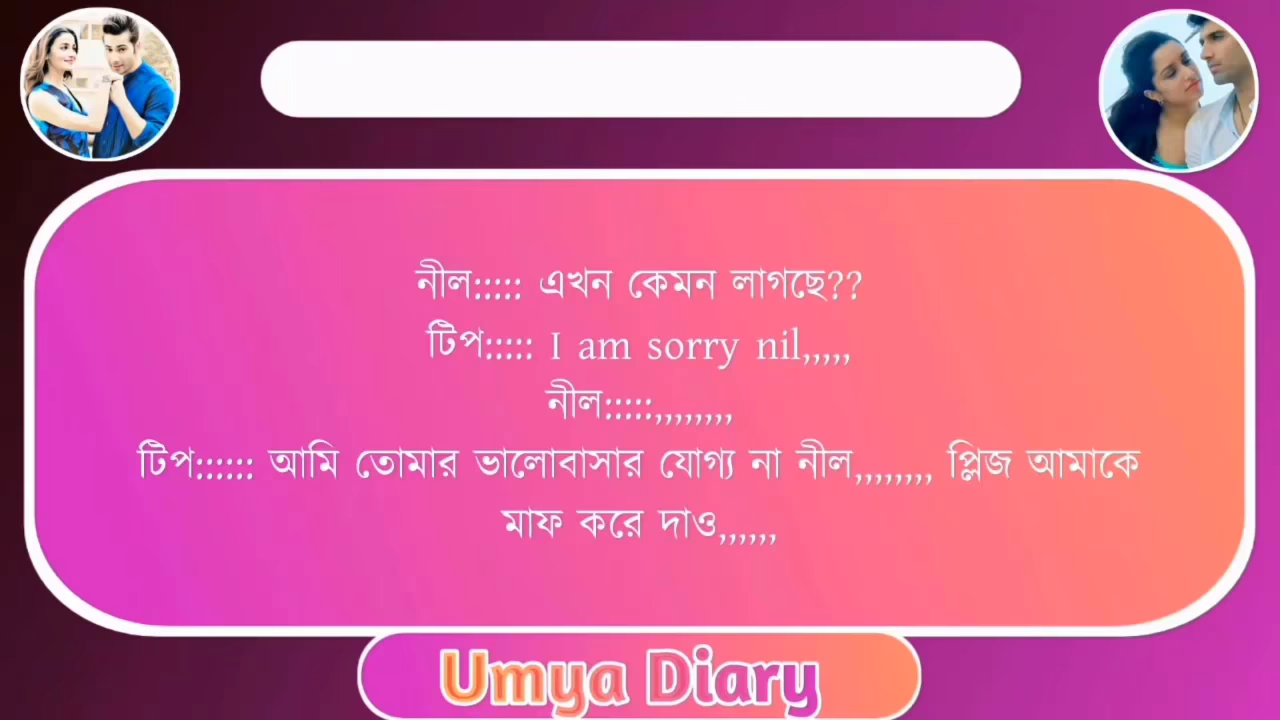 নীল::::: এখন কেমন লাগছে??
টিপ::::: I am sorry nil,,,,,
নীল:::::,,,,,,,,
টিপ:::::: আমি তোমার ভালোবাসার যোগ্য না নীল,,,,,,,, প্লিজ আমাকে
মাফ করে দাও,,,,,,
Umya Diary